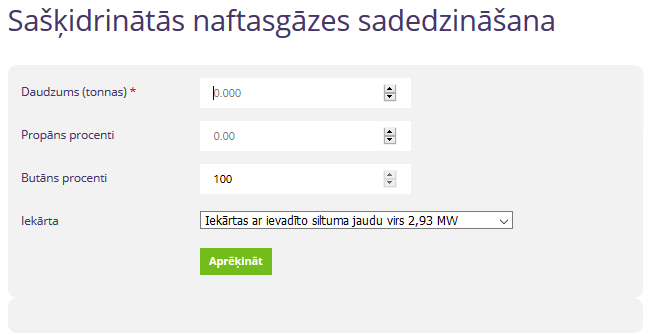 Sašķidrinātās naftasgāzes sadedzināšana
Daudzums (tonnas) * 0.000
Propāns procenti 0.00
Butāns procenti 100
Iekārta Iekārtas ar ievadīto siltuma jaudu virs 2,93 MW
Aprēķināt